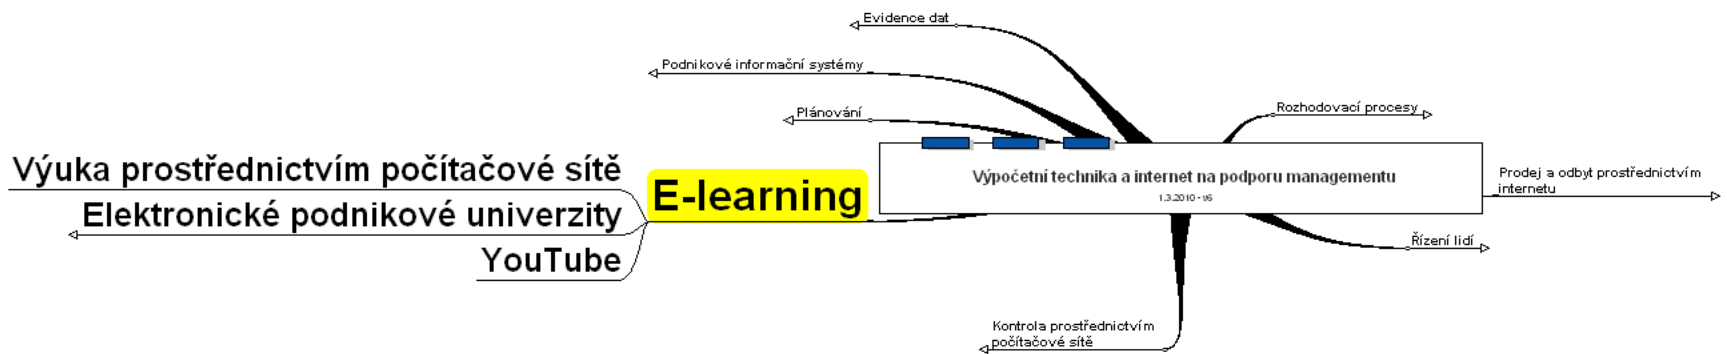 Evidence dat
Podnikové informační systémy
Plánování
Rozhodovací procesy
Výpočetní technika a internet na podporu managementu
1.3.2010 - v6
Prodej a odbyt prostřednictvím
internetu
Řízení lidí
Kontrola prostřednictvím
počítačové sítě
E-learning
Výuka prostřednictvím počítačové sítě
Elektronické podnikové univerzity
YouTube